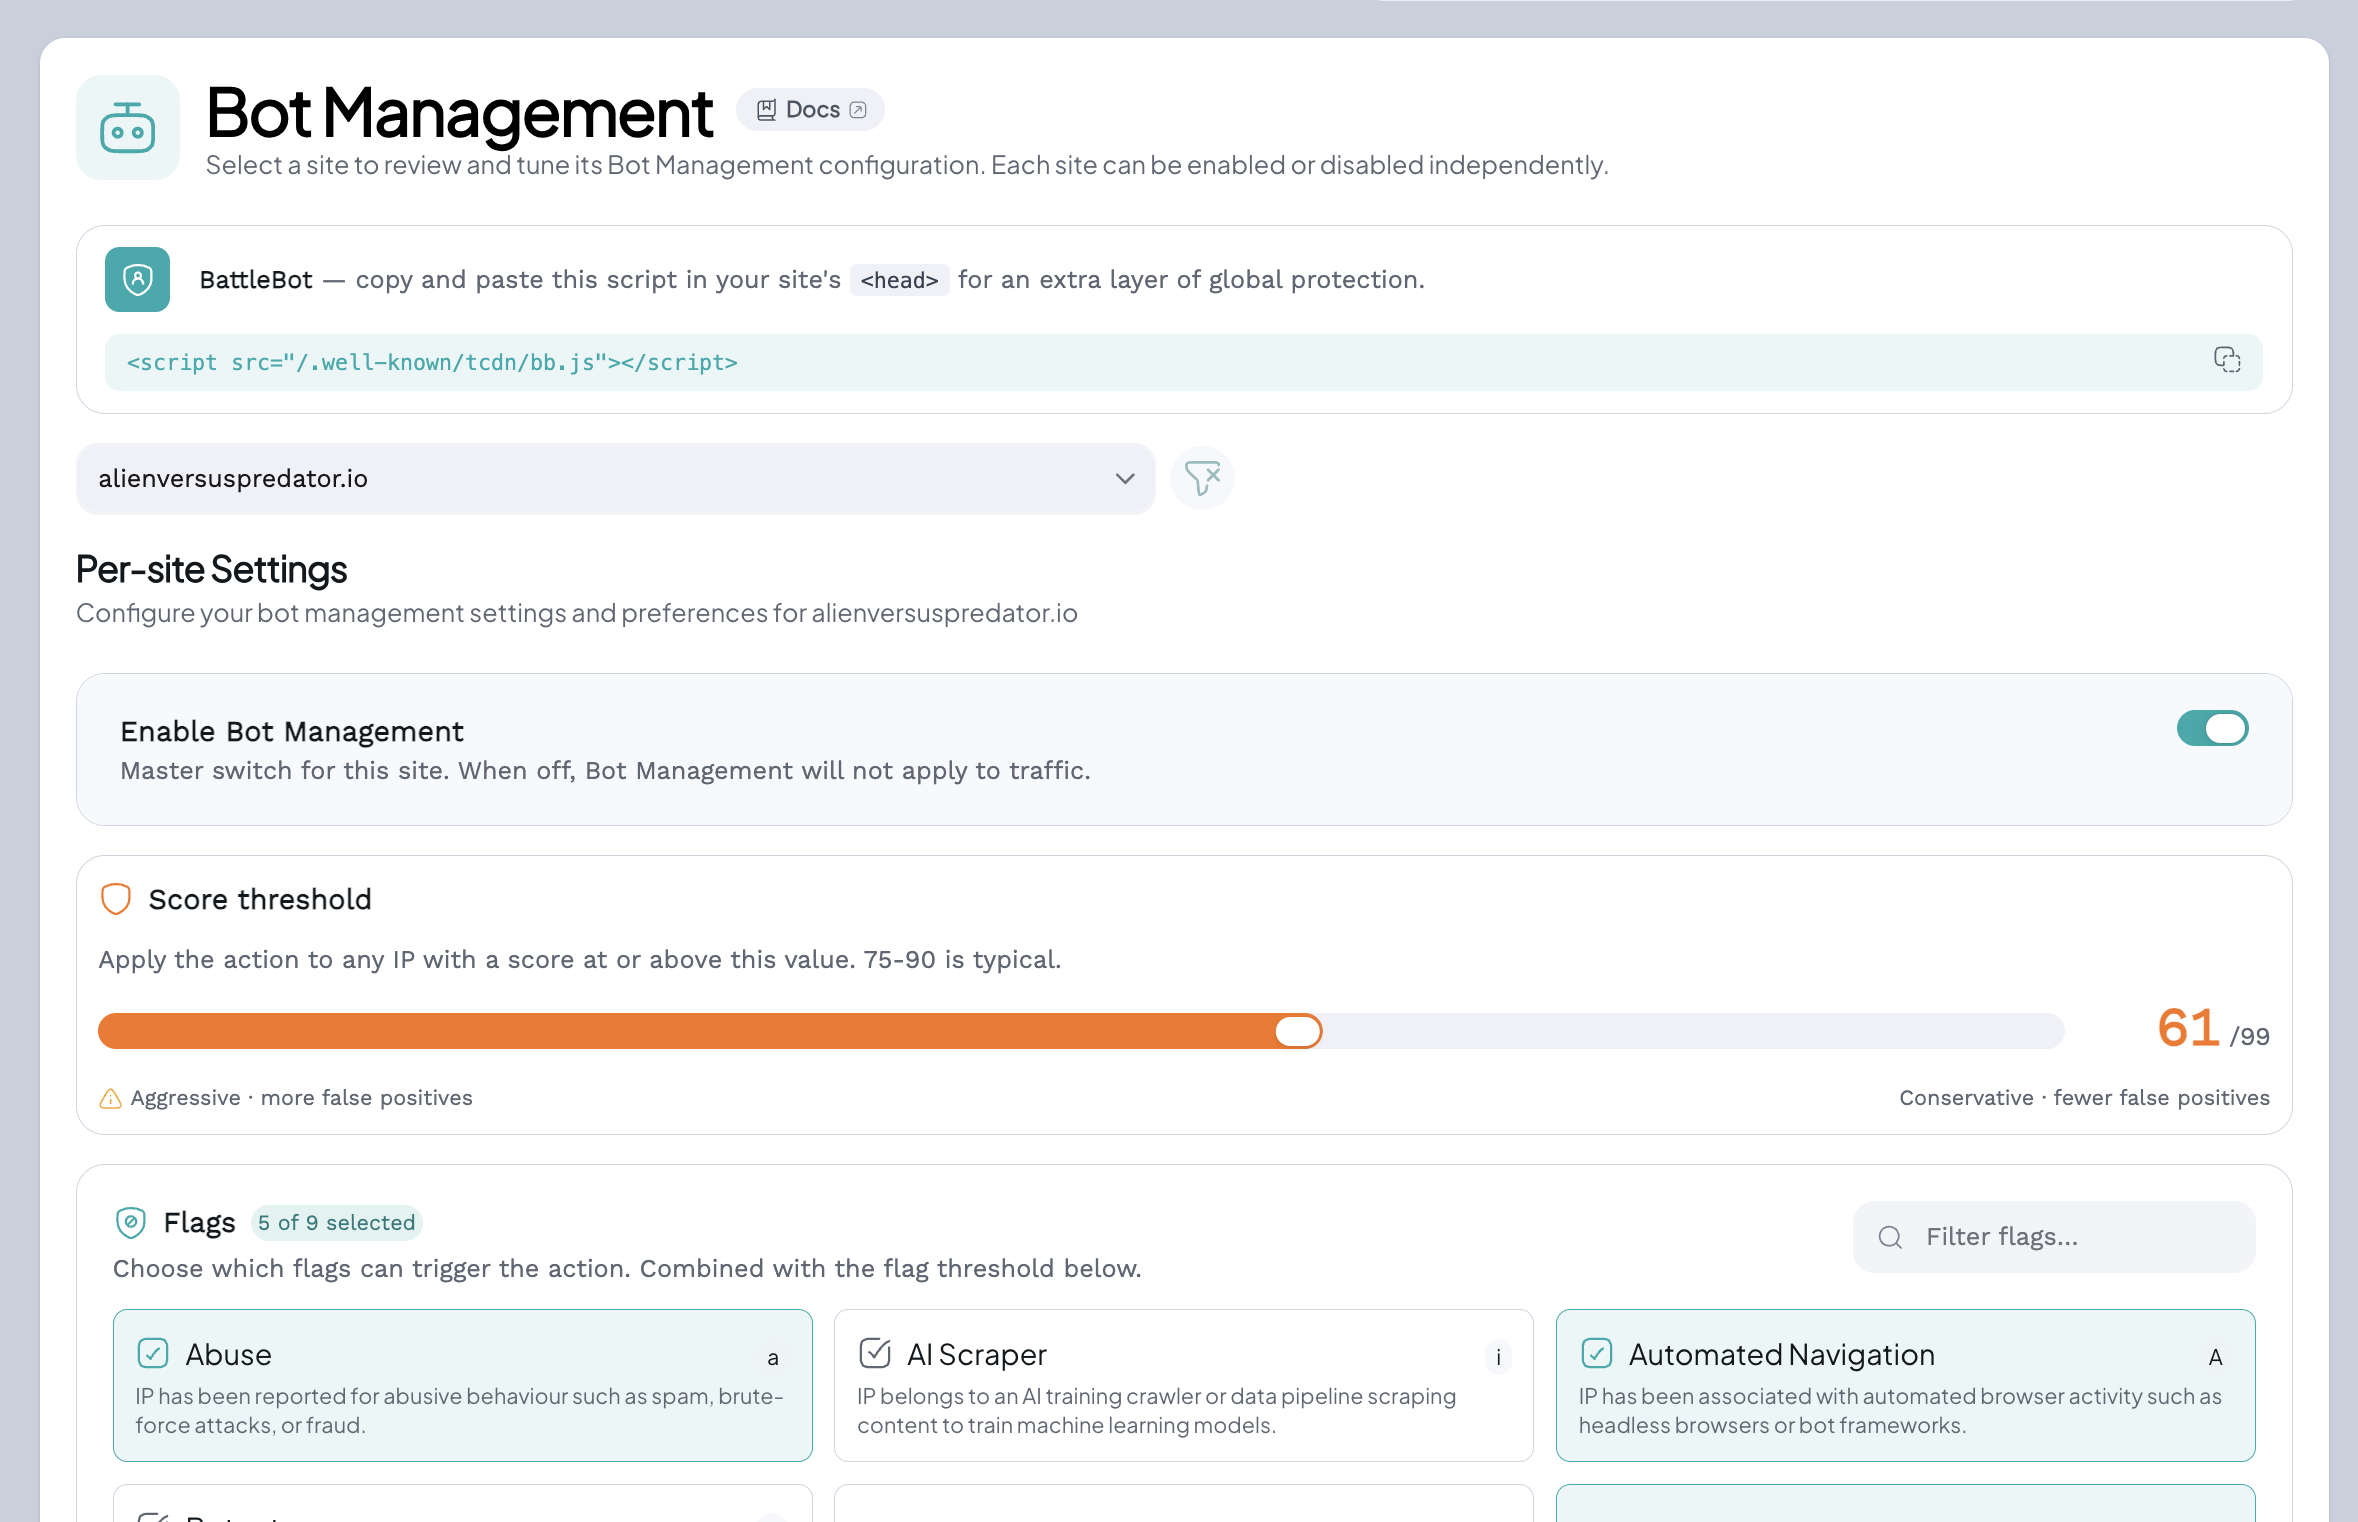 Bot Management
Docs
Select a site to review and tune its Bot Management configuration. Each site can be enabled or disabled independently.
BattleBot — copy and paste this script in your site's <head> for an extra layer of global protection.
<script src="/.well-known/tcdn/bb.js"></script>
alienversuspredator.io
Per-site Settings
Configure your bot management settings and preferences for alienversuspredator.io
Enable Bot Management
Master switch for this site. When off, Bot Management will not apply to traffic.
Score threshold
Apply the action to any IP with a score at or above this value. 75-90 is typical.
61 /99
Aggressive · more false positives
Conservative · fewer false positives
Flags
5 of 9 selected
Filter flags...
Choose which flags can trigger the action. Combined with the flag threshold below.
Abuse
a
IP has been reported for abusive behaviour such as spam, brute-
force attacks, or fraud.
AI Scraper
i
IP belongs to an AI training crawler or data pipeline scraping
content to train machine learning models.
Automated Navigation
A
IP has been associated with automated browser activity such as
headless browsers or bot frameworks.